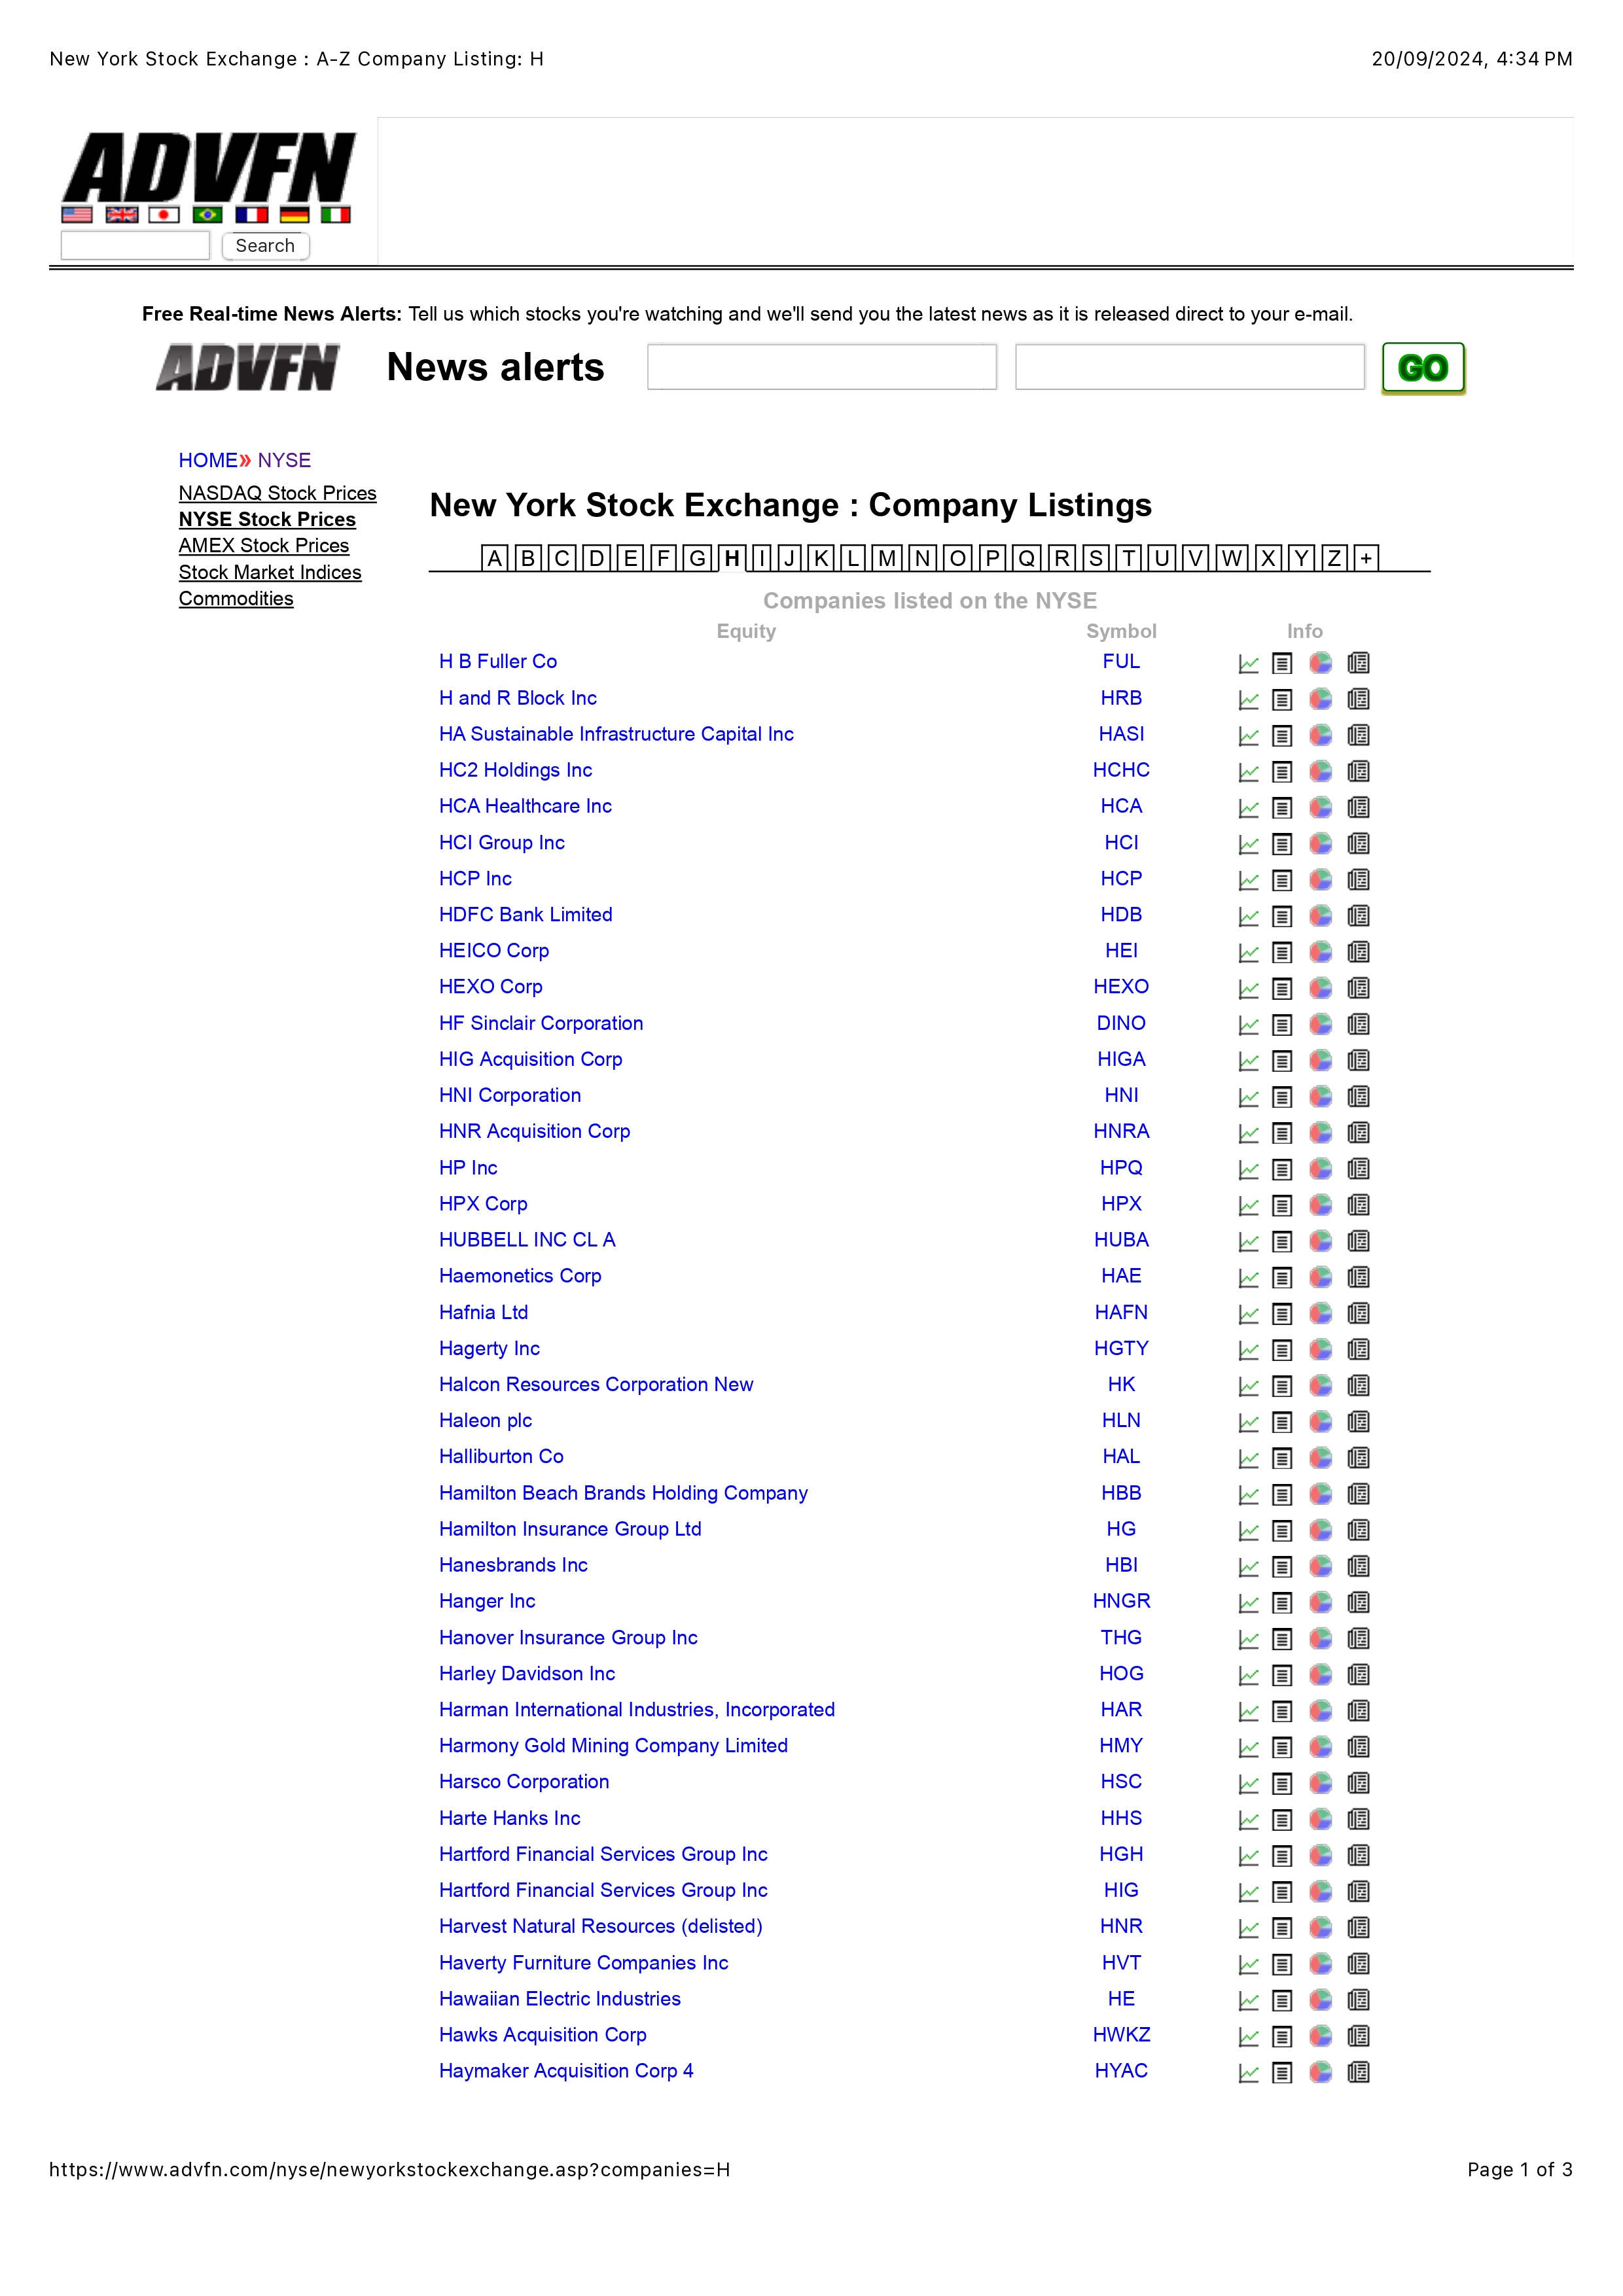 New York Stock Exchange : A-Z Company Listing: H 20/09/2024, 4:34 PM
ADVFN
Search
Free Real-time News Alerts: Tell us which stocks you're watching and we'll send you the latest news as it is released direct to your e-mail.
ADVFN News alerts GO
HOME» NYSE
NASDAQ Stock Prices
NYSE Stock Prices
AMEX Stock Prices
Stock Market Indices
Commodities
New York Stock Exchange : Company Listings
A B C D E F G H I J K L M N O P Q R S T U V W X Y Z +
Companies listed on the NYSE
Equity Symbol Info
H B Fuller Co FUL
H and R Block Inc HRB
HA Sustainable Infrastructure Capital Inc HASI
HC2 Holdings Inc HCHC
HCA Healthcare Inc HCA
HCI Group Inc HCI
HCP Inc HCP
HDFC Bank Limited HDB
HEICO Corp HEI
HEXO Corp HEXO
HF Sinclair Corporation DINO
HIG Acquisition Corp HIGA
HNI Corporation HNI
HNR Acquisition Corp HNRA
HP Inc HPQ
HPX Corp HPX
HUBBELL INC CL A HUBA
Haemonetics Corp HAE
Hafnia Ltd HAFN
Hagerty Inc HGTY
Halcon Resources Corporation New HK
Haleon plc HLN
Halliburton Co HAL
Hamilton Beach Brands Holding Company HBB
Hamilton Insurance Group Ltd HG
Hanesbrands Inc HBI
Hanger Inc HNGR
Hanover Insurance Group Inc THG
Harley Davidson Inc HOG
Harman International Industries, Incorporated HAR
Harmony Gold Mining Company Limited HMY
Harsco Corporation HSC
Harte Hanks Inc HHS
Hartford Financial Services Group Inc HGH
Hartford Financial Services Group Inc HIG
Harvest Natural Resources (delisted) HNR
Haverty Furniture Companies Inc HVT
Hawaiian Electric Industries HE
Hawks Acquisition Corp HWKZ
Haymaker Acquisition Corp 4 HYAC
https://www.advfn.com/nyse/newyorkstockexchange.asp?companies=H Page 1 of 3